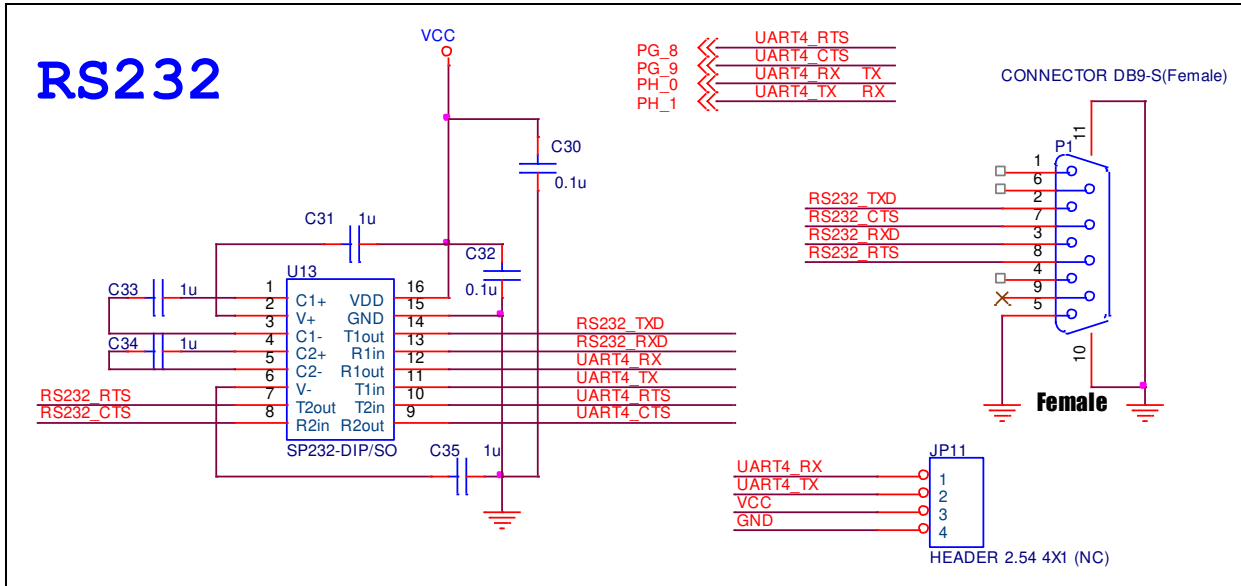 RS232
VCC
PG_8 UART4_RTS
PG_9 UART4_CTS
PH_0 UART4_RX TX
PH_1 UART4_TX RX
CONNECTOR DB9-S(Female)
P1
11
1
6
RS232_TXD 2
RS232_CTS 7
RS232_RXD 3
RS232_RTS 8
4
9
5
10
Female
C30
0.1u
C31 1u
C32
0.1u
C33 1u
C34 1u
U13
1 C1+ VDD 16
2 V+ GND 15
3 C1- T1out 14 RS232_TXD
4 C2+ R1in 13 RS232_RXD
5 C2- R1out 12 UART4_RX
6 V- T1in 11 UART4_TX
RS232_RTS 7 T2out T2in 10 UART4_RTS
RS232_CTS 8 R2in R2out 9 UART4_CTS
SP232-DIP/SO
C35 1u
JP11
UART4_RX 1
UART4_TX 2
VCC 3
GND 4
HEADER 2.54 4X1 (NC)